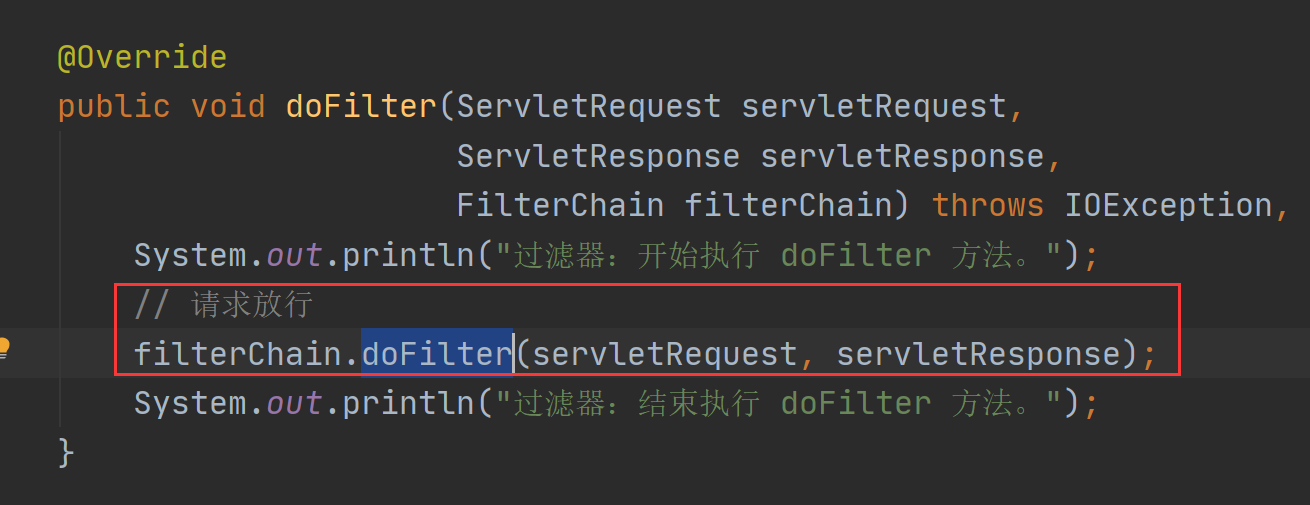 @Override
public void doFilter(ServletRequest servletRequest,
ServletResponse servletResponse,
FilterChain filterChain) throws IOException,
System.out.println("过滤器：开始执行 doFilter 方法。");
// 请求放行
filterChain.doFilter(servletRequest, servletResponse);
System.out.println("过滤器：结束执行 doFilter 方法。");
}